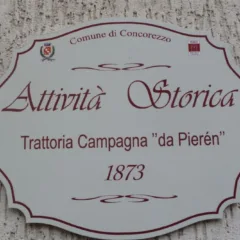 Comune di Concorezzo
Attività Storica
Trattoria Campagna "da Pierén"
1873